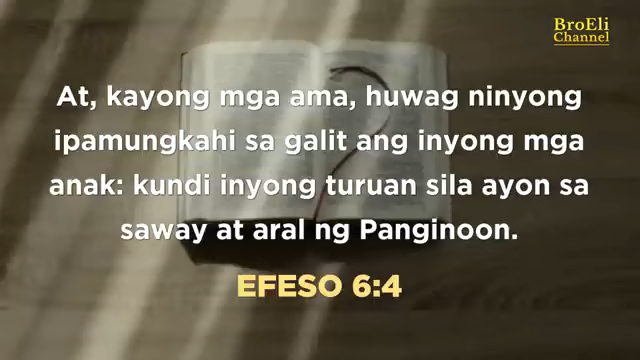 BroEli
Channel
At, kayong mga ama, huwag ninyong
ipamungkahi sa galit ang inyong mga
anak: kundi inyong turuan sila ayon sa
saway at aral ng Panginoon.
EFESO 6:4